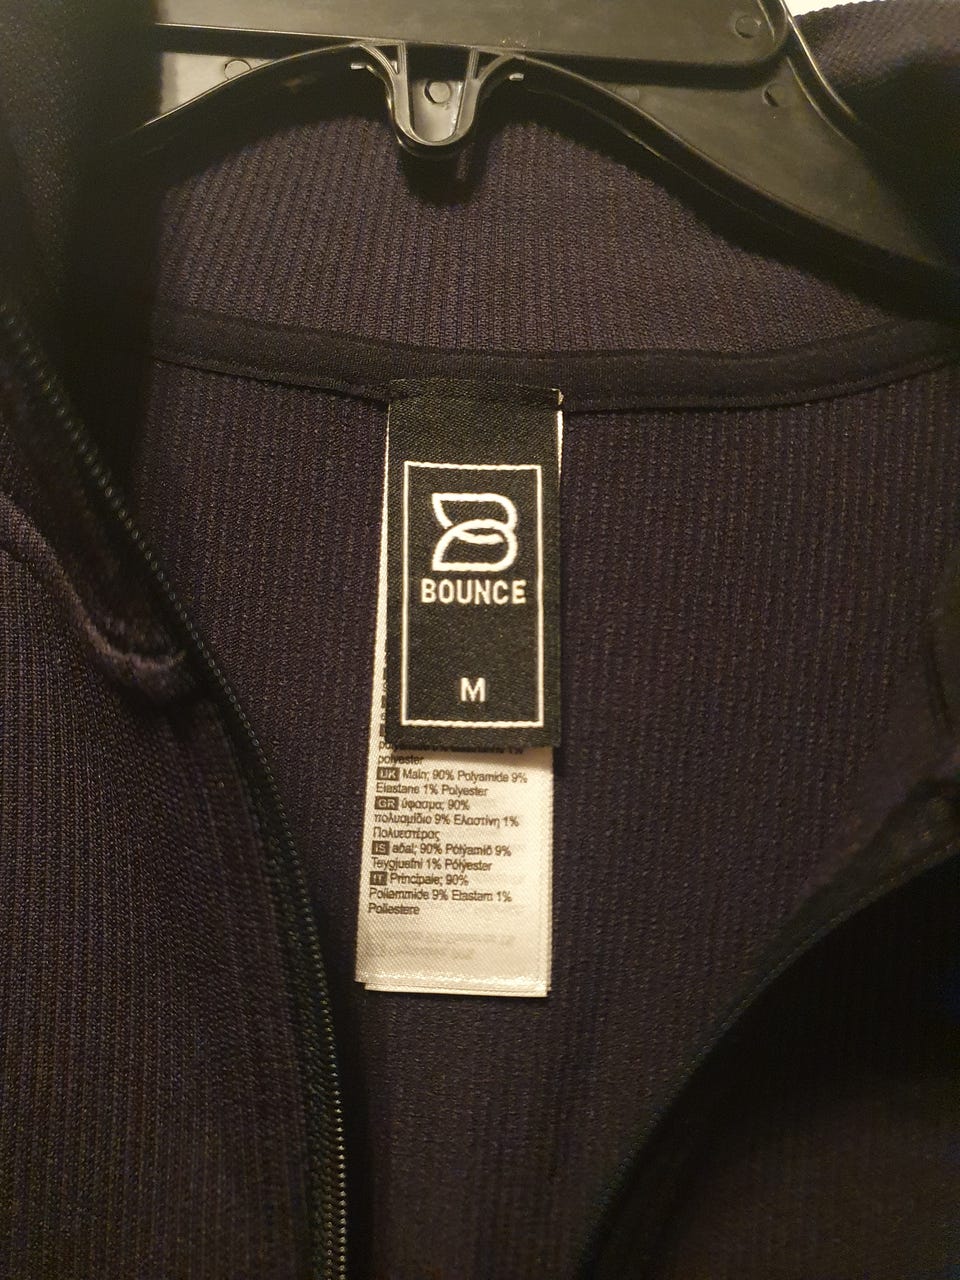 BOUNCE
M
polyester
UK Main; 90% Polyamide 9%
Elastane 1% Polyester
GR ύφασμα; 90%
πολυαμίδιο 9% Ελαστίνη 1%
Πολυεστέρας
IS aðal; 90% Pólýamíð 9%
Teygjuefni 1% Pólýester
IT Principale; 90%
Poliammide 9% Elastam 1%
Poliestere